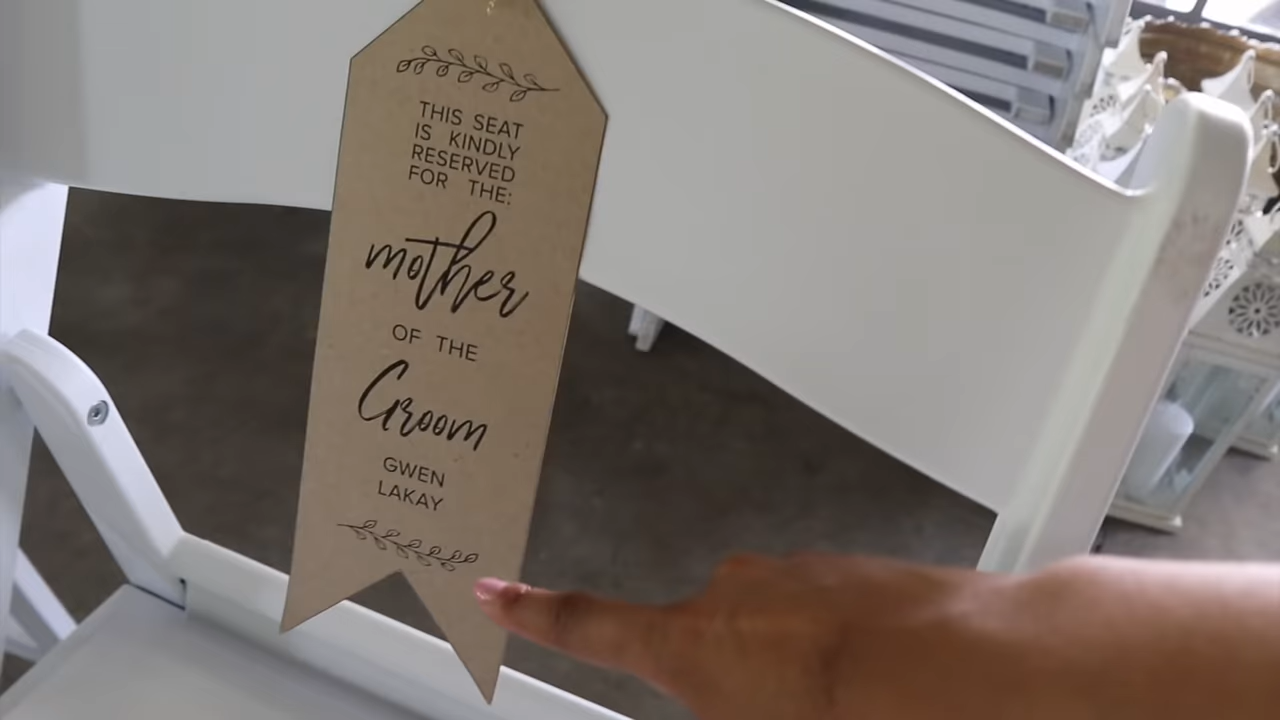 THIS SEAT
IS KINDLY
RESERVED
FOR THE:
mother
OF THE
Groom
GWEN
LAKAY